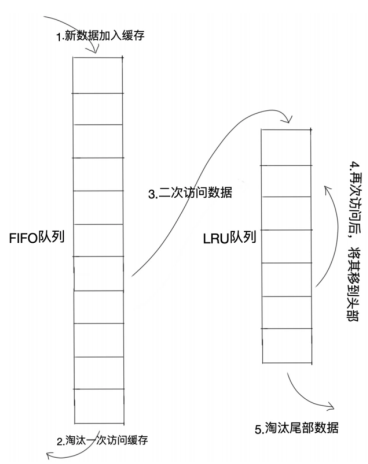 1.新数据加入缓存
3.二次访问数据
FIFO队列
LRU队列
4.再次访问后，将其移到头部
2.淘汰一次访问缓存
5.淘汰尾部数据